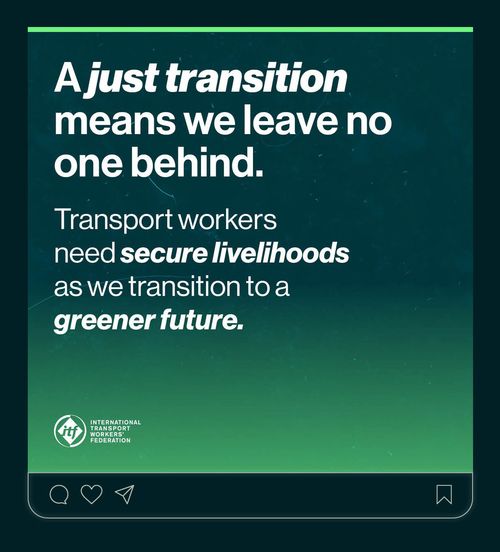 A just transition
means we leave no
one behind.
Transport workers
need secure livelihoods
as we transition to a
greener future.
itf
INTERNATIONAL
TRANSPORT
WORKERS'
FEDERATION